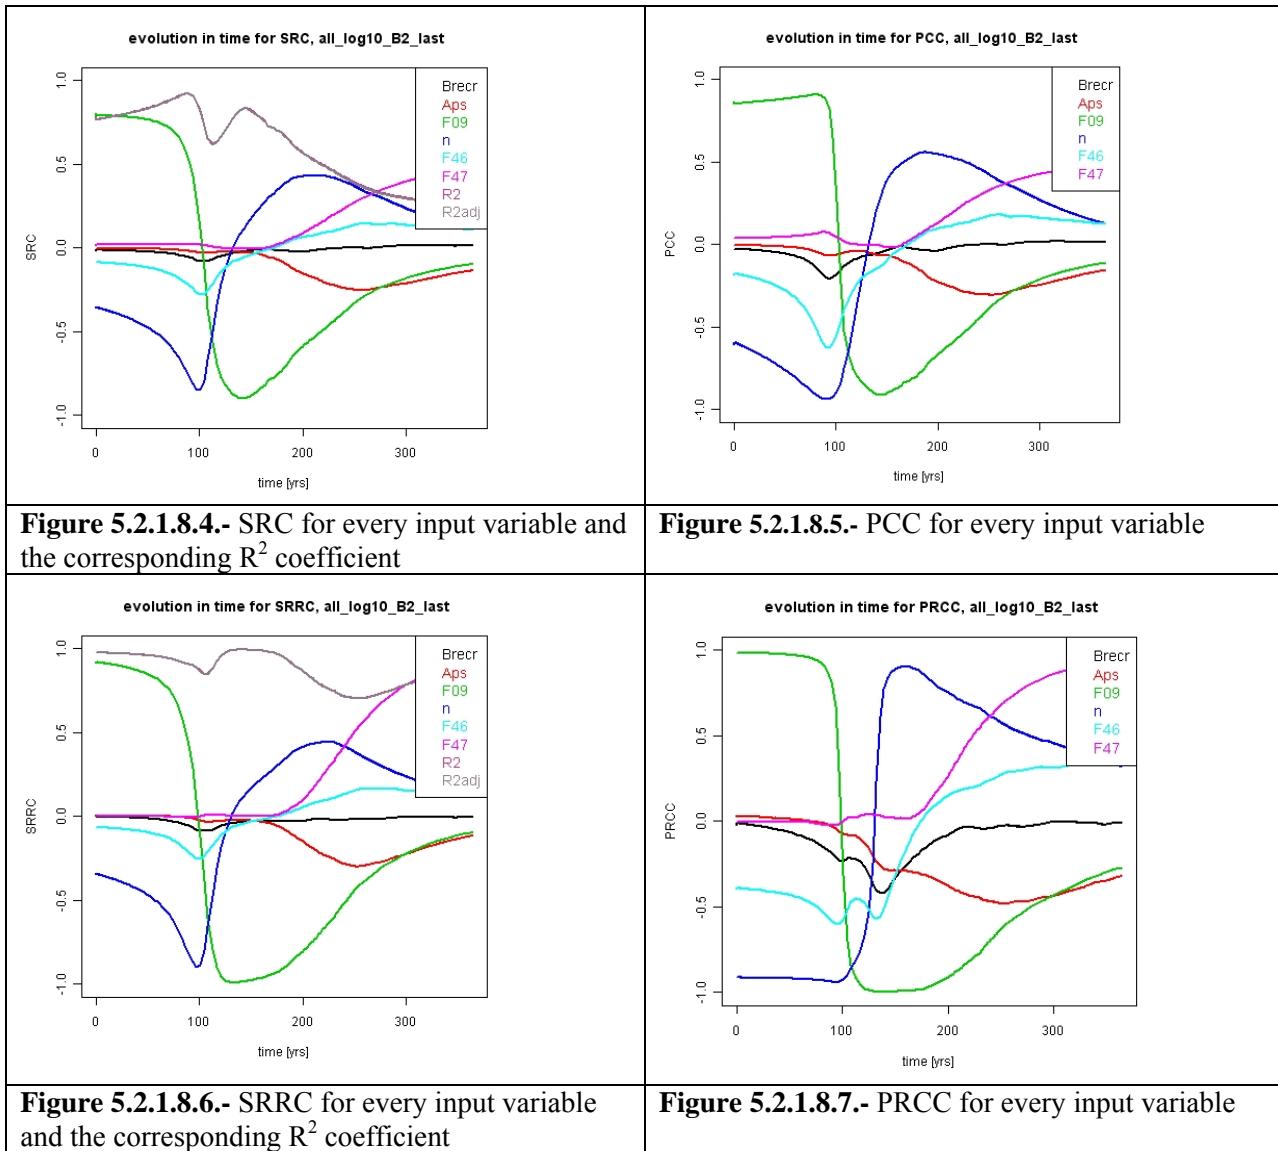 evolution in time for SRC, all_log10_B2_last
1.0
0.5
0.0
-0.5
-1.0
SRC
0
100
200
300
time [yrs]
Brecr
Aps
F09
n
F46
F47
R2
R2adj
Figure 5.2.1.8.4.- SRC for every input variable and
the corresponding R² coefficient
evolution in time for PCC, all_log10_B2_last
1.0
0.5
0.0
-0.5
-1.0
PCC
0
100
200
300
time [yrs]
Brecr
Aps
F09
n
F46
F47
Figure 5.2.1.8.5.- PCC for every input variable
evolution in time for SRRC, all_log10_B2_last
1.0
0.5
0.0
-0.5
-1.0
SRRC
0
100
200
300
time [yrs]
Brecr
Aps
F09
n
F46
F47
R2
R2adj
Figure 5.2.1.8.6.- SRRC for every input variable
and the corresponding R² coefficient
evolution in time for PRCC, all_log10_B2_last
1.0
0.5
0.0
-0.5
-1.0
PRCC
0
100
200
300
time [yrs]
Brecr
Aps
F09
n
F46
F47
Figure 5.2.1.8.7.- PRCC for every input variable